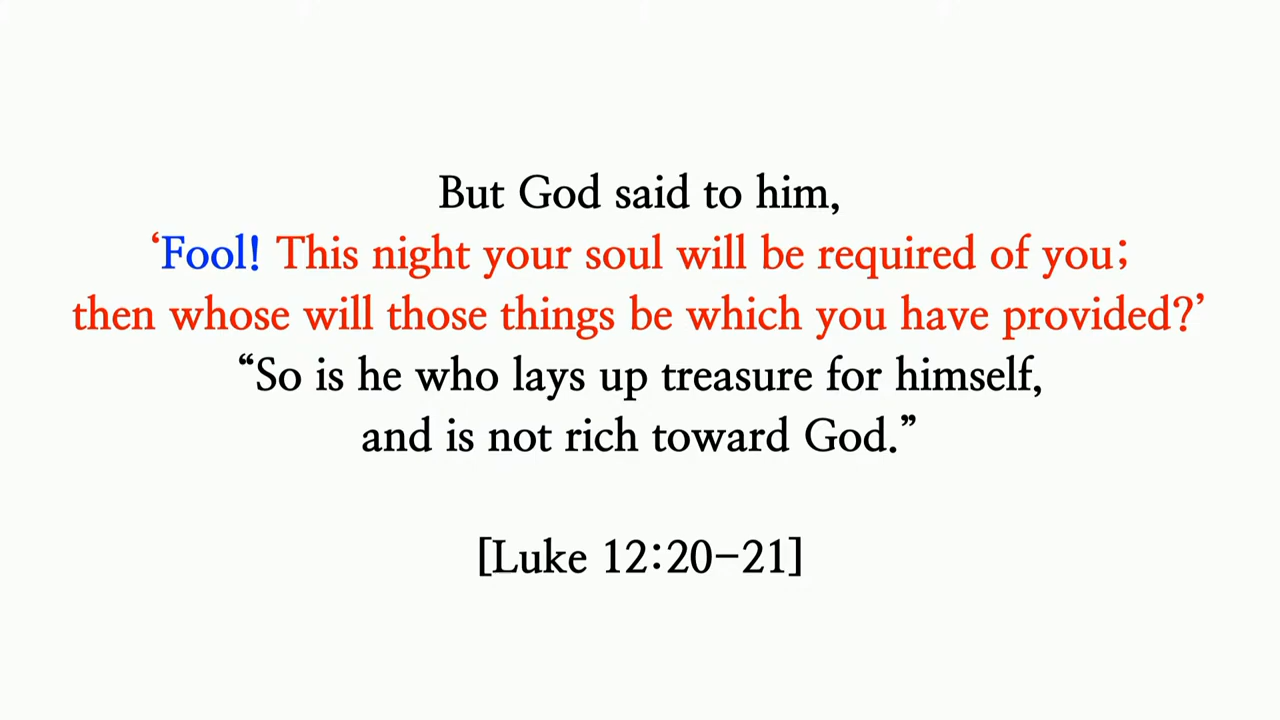 But God said to him,
‘Fool! This night your soul will be required of you;
then whose will those things be which you have provided?’
“So is he who lays up treasure for himself,
and is not rich toward God.”
[Luke 12:20−21]